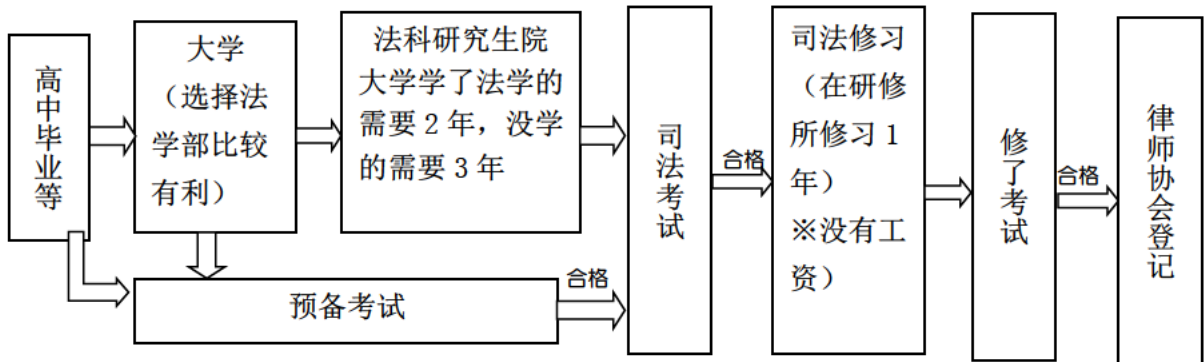 高中毕业等
大学
（选择法
学部比较
有利）
法科研究生院
大学学了法学的
需要 2 年，没学
的需要 3 年
预备考试
合格
司法考试
合格
司法修习
（在研修
所修习 1
年）
※没有工
资）
修了考试
合格
律师协会登记